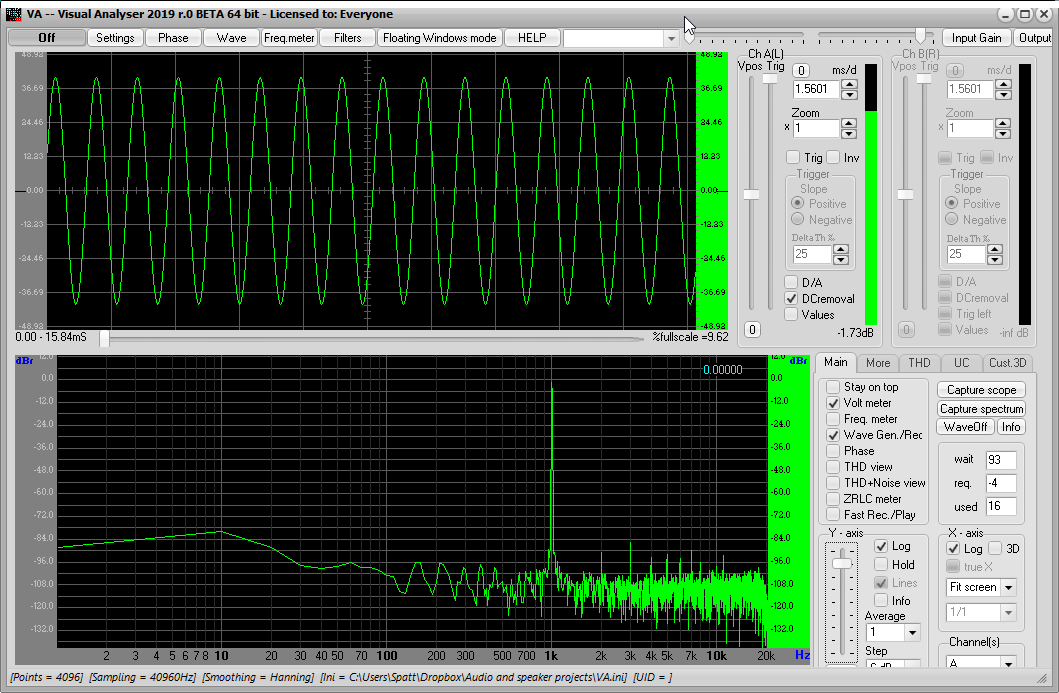 VA -- Visual Analyser 2019 r.0 BETA 64 bit - Licensed to: Everyone
Off Settings Phase Wave Freq.meter Filters Floating Windows mode HELP Input Gain Output
48.92 36.69 24.46 12.23 0.00 -12.23 -24.46 -36.69 -48.92
48.92 36.69 24.46 12.23 0.00 -12.23 -24.46 -36.69 -48.92
0.00 - 15.84mS %fullscale =9.62
Ch A(L)
Vpos Trig 0 ms/d
1.5601
Zoom
x 1
Trig Inv
Trigger
Slope
Positive
Negative
Delta Th %
25
D/A
DCremoval
Values
0 -1.73dB
Ch B(R)
Vpos Trig 0 ms/d
1.5601
Zoom
x 1
Trig Inv
Trigger
Slope
Positive
Negative
Delta Th %
25
D/A
DCremoval
Trig left
Values
0 -inf dB
dBr 12.0 0.0 -12.0 -24.0 -36.0 -48.0 -60.0 -72.0 -84.0 -96.0 -108.0 -120.0 -132.0
0.00000
dBr 12.0 0.0 -12.0 -24.0 -36.0 -48.0 -60.0 -72.0 -84.0 -96.0 -108.0 -120.0 -132.0
2 3 4 5 6 7 8 10 20 30 40 50 70 100 200 300 500 700 1k 2k 3k 4k 5k 7k 10k 20k Hz
Main More THD UC Cust.3D
Stay on top
Volt meter
Freq. meter
Wave Gen./Rec
Phase
THD view
THD+Noise view
ZRLC meter
Fast Rec./Play
Capture scope
Capture spectrum
WaveOff Info
wait 93
req. -4
used 16
Y - axis
Log
Hold
Lines
Info
Average
1
Step
X - axis
Log 3D
true X
Fit screen
1/1
Channel(s)
A
[Points = 4096] [Sampling = 40960Hz] [Smoothing = Hanning] [Ini = C:\Users\Spatt\Dropbox\Audio and speaker projects\VA.ini] [UID = ]